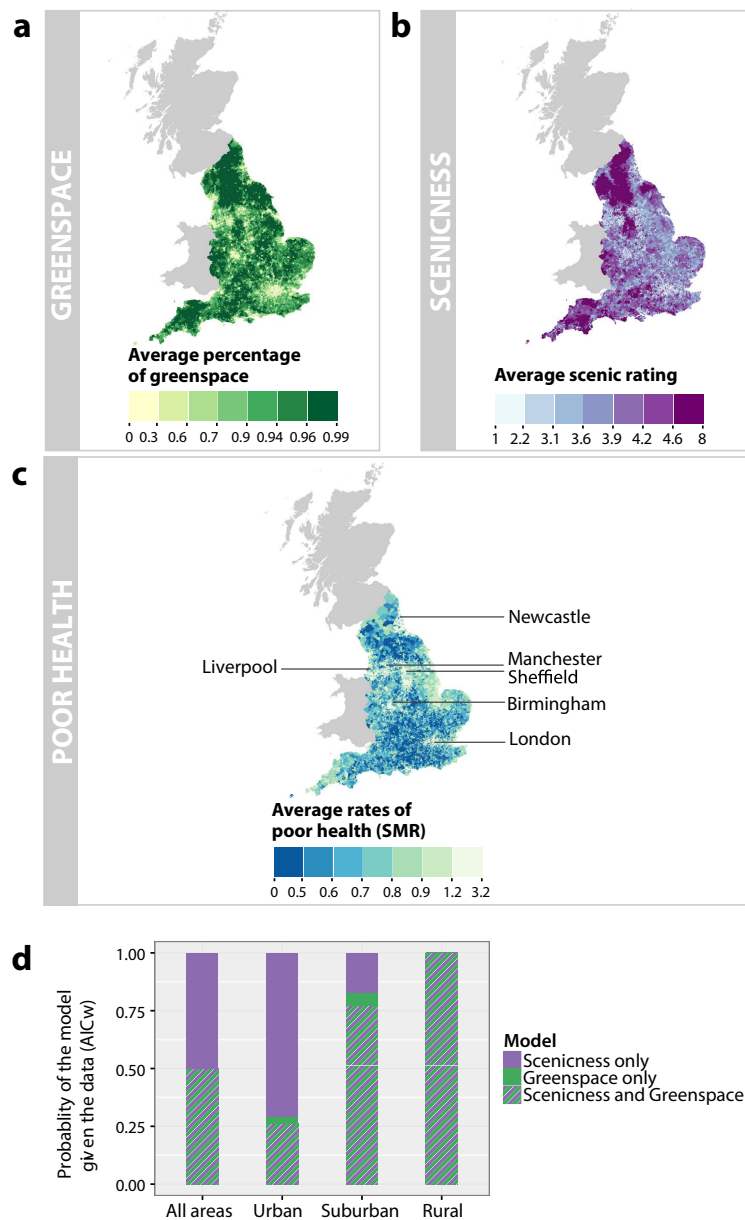 a
GREENSPACE
Average percentage
of greenspace
0 0.3 0.6 0.7 0.9 0.94 0.96 0.99
b
SCENICNESS
Average scenic rating
1 2.2 3.1 3.6 3.9 4.2 4.6 8
c
POOR HEALTH
Newcastle
Liverpool
Manchester
Sheffield
Birmingham
London
Average rates of
poor health (SMR)
0 0.5 0.6 0.7 0.8 0.9 1.2 3.2
d
Probablity of the model
given the data (AICw)
1.00
0.75
0.50
0.25
0.00
All areas Urban Suburban Rural
Model
Scenicness only
Greenspace only
Scenicness and Greenspace